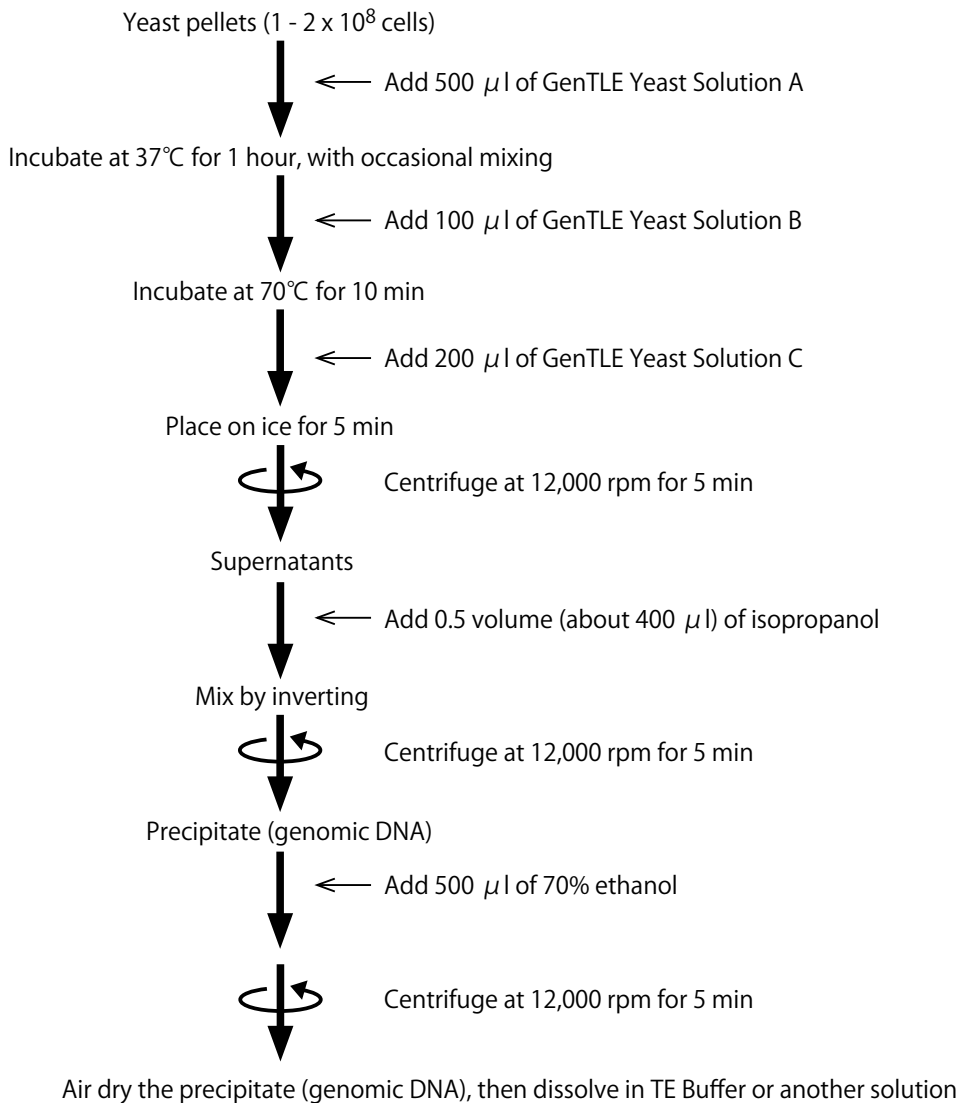 Yeast pellets (1 - 2 x 10⁸ cells)
Add 500 μl of GenTLE Yeast Solution A
Incubate at 37℃ for 1 hour, with occasional mixing
Add 100 μl of GenTLE Yeast Solution B
Incubate at 70℃ for 10 min
Add 200 μl of GenTLE Yeast Solution C
Place on ice for 5 min
Centrifuge at 12,000 rpm for 5 min
Supernatants
Add 0.5 volume (about 400 μl) of isopropanol
Mix by inverting
Centrifuge at 12,000 rpm for 5 min
Precipitate (genomic DNA)
Add 500 μl of 70% ethanol
Centrifuge at 12,000 rpm for 5 min
Air dry the precipitate (genomic DNA), then dissolve in TE Buffer or another solution